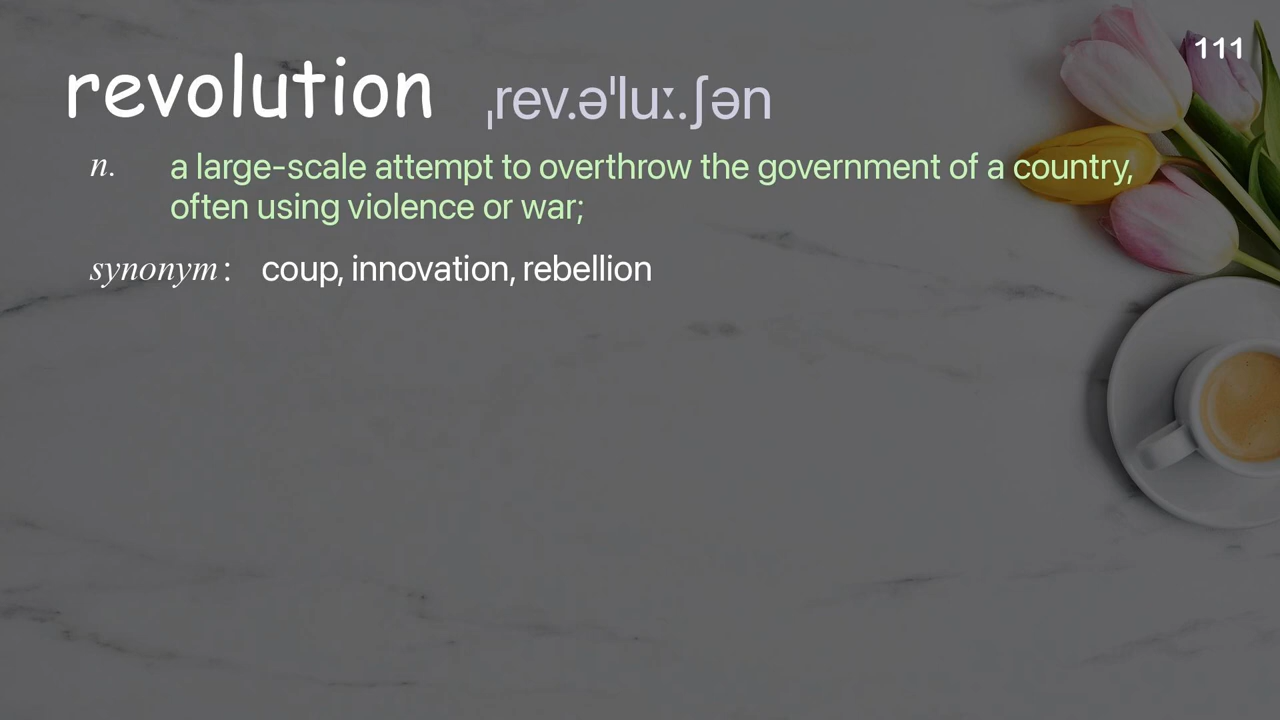 111
revolution ˌrev.əˈluː.ʃən
n. a large-scale attempt to overthrow the government of a country,
often using violence or war;
synonym: coup, innovation, rebellion